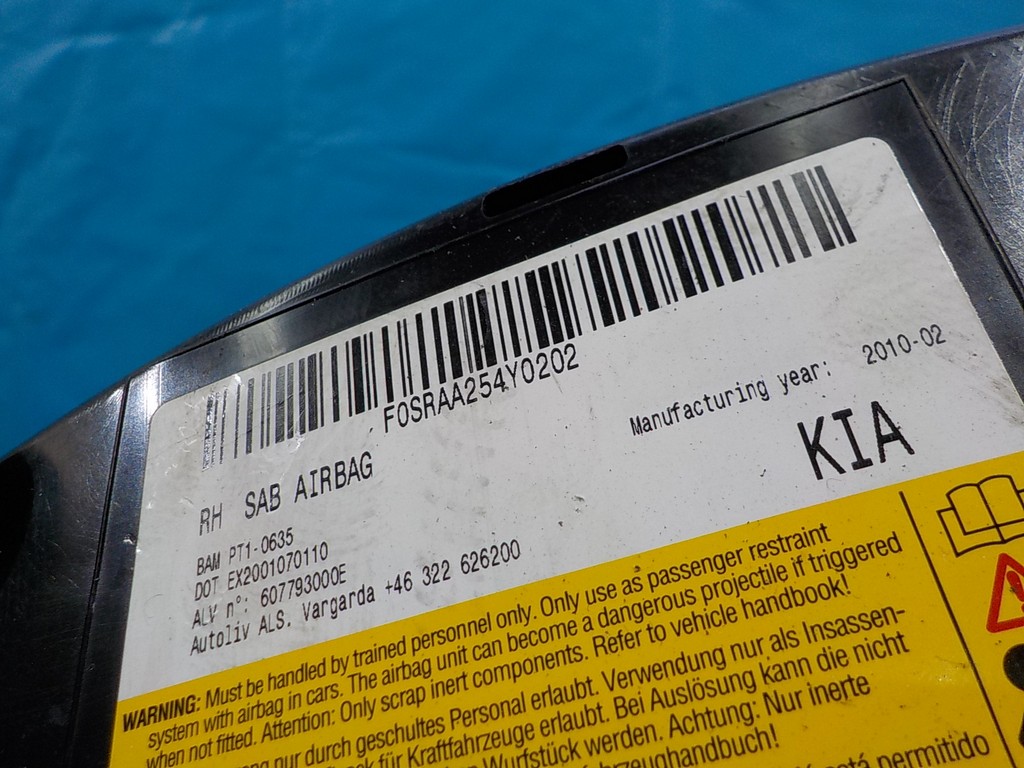 F0SRAA254Y0202
Manufacturing year: 2010-02
KIA
RH SAB AIRBAG
BAM PT1-0635
DOT EX2001070110
ALV n°: 607793000E
Autoliv ALS. Vargarda +46 322 626200
WARNING: Must be handled by trained personnel only. Only use as passenger restraint
system with airbag in cars. The airbag unit can become a dangerous projectile if triggered
when not fitted. Attention: Only scrap inert components. Refer to vehicle handbook!
nur durch geschultes Personal erlaubt. Verwendung nur als Insassen-
für Kraftfahrzeuge erlaubt. Bei Auslösung kann die nicht
Wurfstück werden. Achtung: Nur inerte
permitido